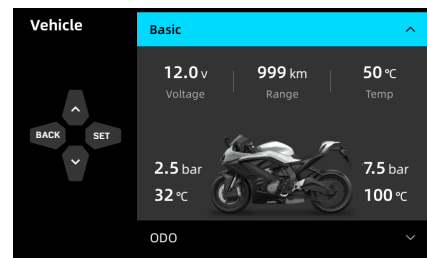 Vehicle
Basic
12.0 v
999 km
50 °C
Voltage
Range
Temp
BACK
SET
2.5 bar
7.5 bar
32 °C
100 °C
ODO